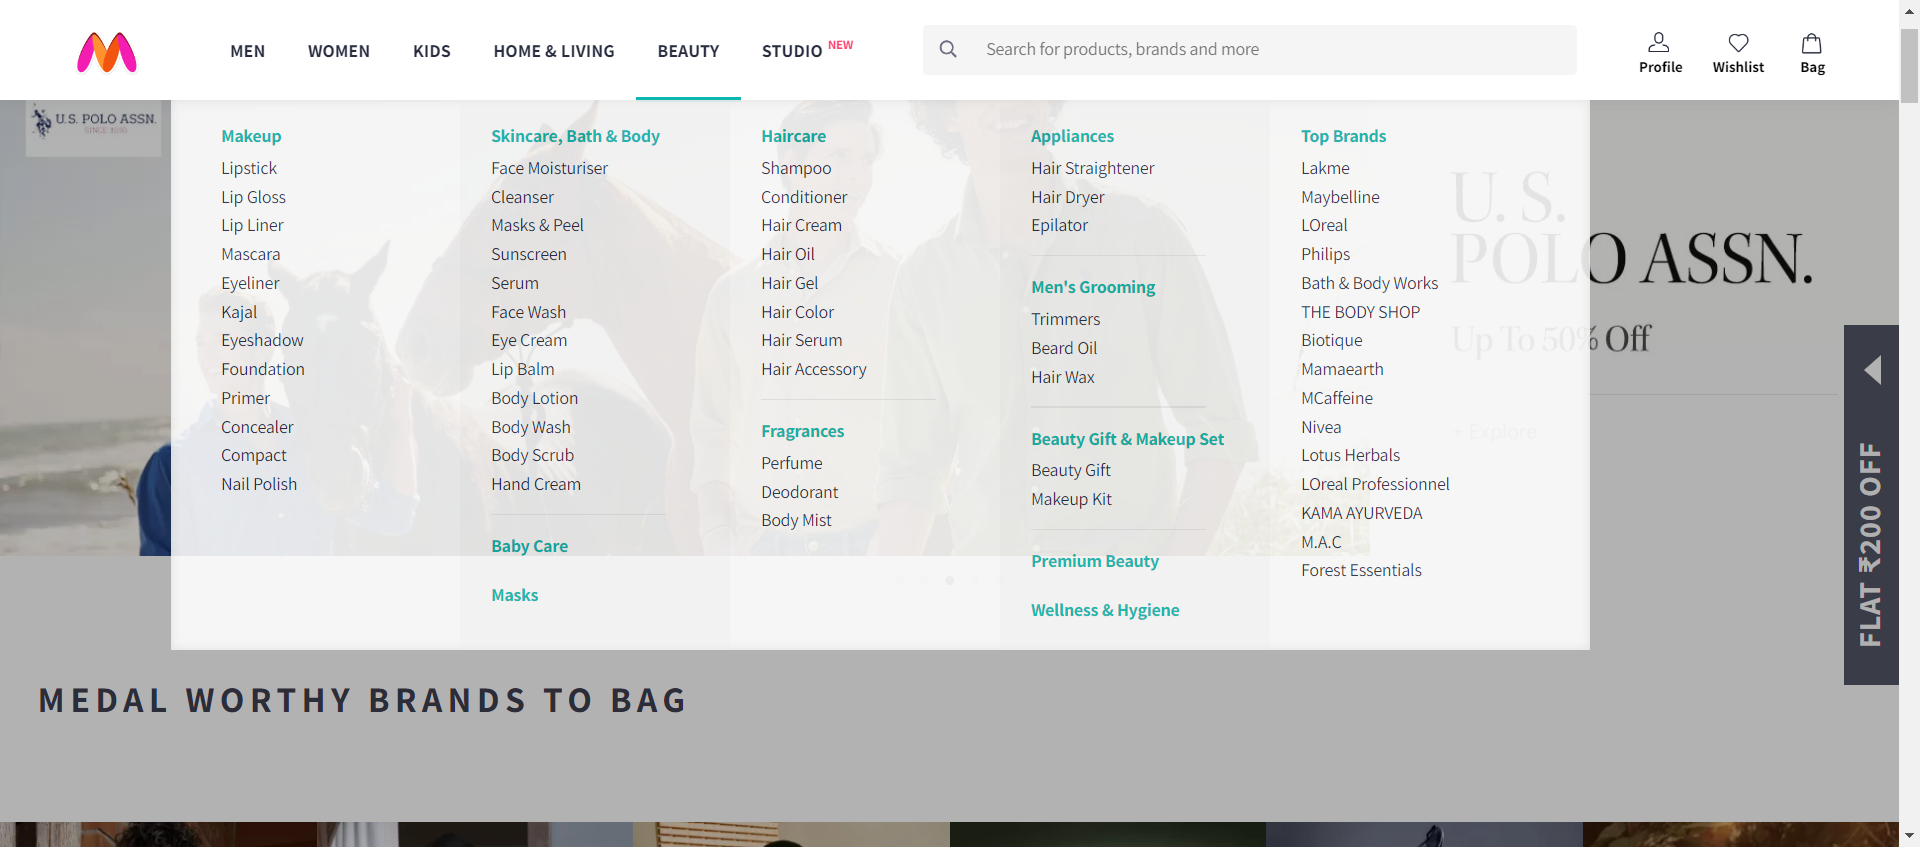 MEN
WOMEN
KIDS
HOME & LIVING
BEAUTY
STUDIO NEW
Search for products, brands and more
Profile
Wishlist
Bag
U.S. POLO ASSN.
SINCE 1890
Makeup
Lipstick
Lip Gloss
Lip Liner
Mascara
Eyeliner
Kajal
Eyeshadow
Foundation
Primer
Concealer
Compact
Nail Polish
Skincare, Bath & Body
Face Moisturiser
Cleanser
Masks & Peel
Sunscreen
Serum
Face Wash
Eye Cream
Lip Balm
Body Lotion
Body Wash
Body Scrub
Hand Cream
Baby Care
Masks
Haircare
Shampoo
Conditioner
Hair Cream
Hair Oil
Hair Gel
Hair Color
Hair Serum
Hair Accessory
Fragrances
Perfume
Deodorant
Body Mist
Appliances
Hair Straightener
Hair Dryer
Epilator
Men's Grooming
Trimmers
Beard Oil
Hair Wax
Beauty Gift & Makeup Set
Beauty Gift
Makeup Kit
Premium Beauty
Wellness & Hygiene
Top Brands
Lakme
Maybelline
LOreal
Philips
Bath & Body Works
THE BODY SHOP
Biotique
Mamaearth
MCaffeine
Nivea
Lotus Herbals
LOreal Professionnel
KAMA AYURVEDA
M.A.C
Forest Essentials
U. S.
POLO ASSN.
Up To 50% Off
+ Explore
FLAT ₹200 OFF
MEDAL WORTHY BRANDS TO BAG